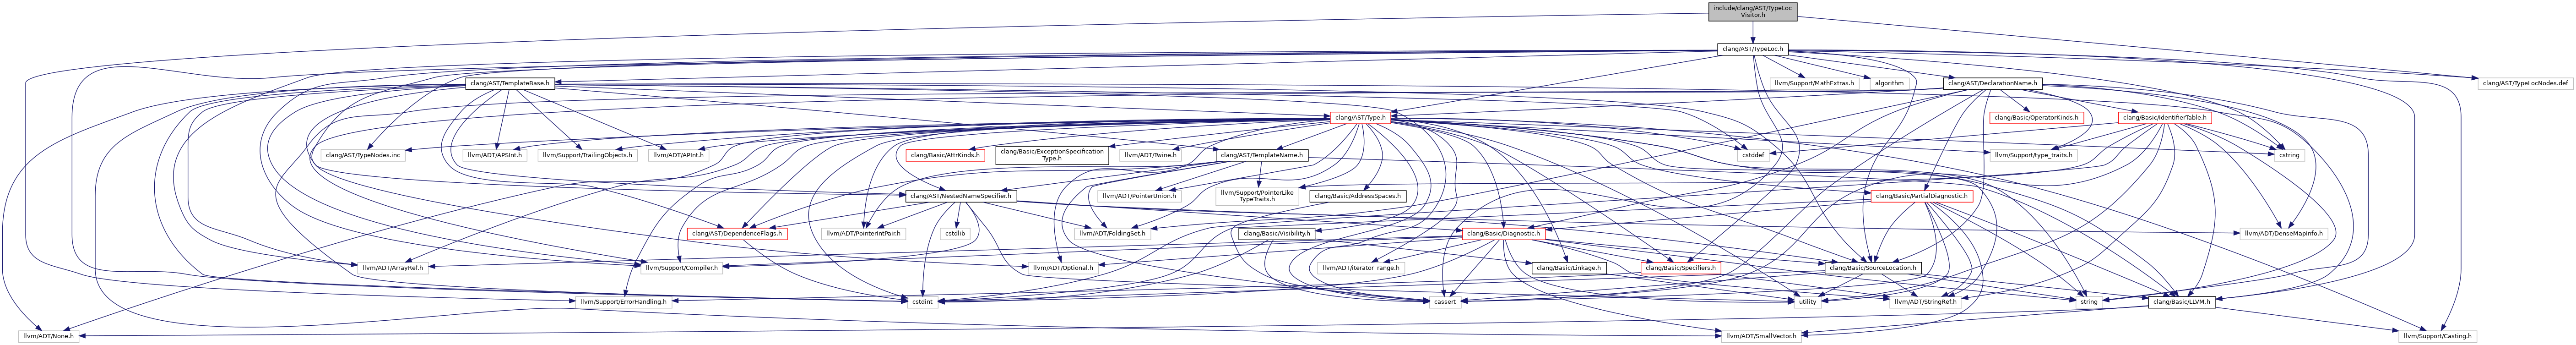 include/clang/AST/TypeLoc
Visitor.h
clang/AST/TypeLoc.h
clang/AST/TemplateBase.h
llvm/Support/MathExtras.h
algorithm
clang/AST/DeclarationName.h
clang/AST/TypeLocNodes.def
clang/AST/Type.h
clang/Basic/OperatorKinds.h
clang/Basic/IdentifierTable.h
clang/AST/TypeNodes.inc
llvm/ADT/APSInt.h
llvm/Support/TrailingObjects.h
llvm/ADT/APInt.h
clang/Basic/AttrKinds.h
clang/Basic/ExceptionSpecification
Type.h
llvm/ADT/Twine.h
clang/AST/TemplateName.h
cstddef
llvm/Support/type_traits.h
cstring
clang/AST/NestedNameSpecifier.h
llvm/ADT/PointerUnion.h
llvm/Support/PointerLike
TypeTraits.h
clang/Basic/AddressSpaces.h
clang/Basic/PartialDiagnostic.h
clang/AST/DependenceFlags.h
llvm/ADT/PointerIntPair.h
cstdlib
llvm/ADT/FoldingSet.h
clang/Basic/Visibility.h
clang/Basic/Diagnostic.h
llvm/ADT/DenseMapInfo.h
llvm/ADT/ArrayRef.h
llvm/Support/Compiler.h
llvm/ADT/Optional.h
llvm/ADT/iterator_range.h
clang/Basic/Linkage.h
clang/Basic/Specifiers.h
clang/Basic/SourceLocation.h
llvm/Support/ErrorHandling.h
cstdint
cassert
utility
llvm/ADT/StringRef.h
string
clang/Basic/LLVM.h
llvm/ADT/None.h
llvm/ADT/SmallVector.h
llvm/Support/Casting.h